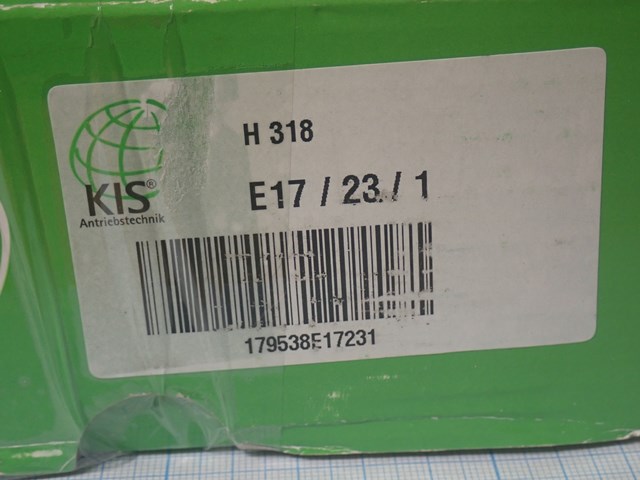 H 318
KIS®
Antriebstechnik
E17 / 23 / 1
179538E17231